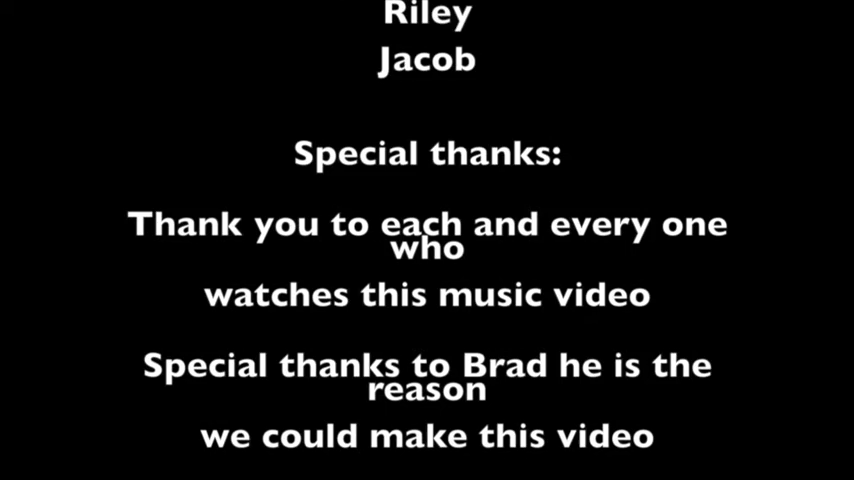 Riley
Jacob
Special thanks:
Thank you to each and every one
who
watches this music video
Special thanks to Brad he is the
reason
we could make this video